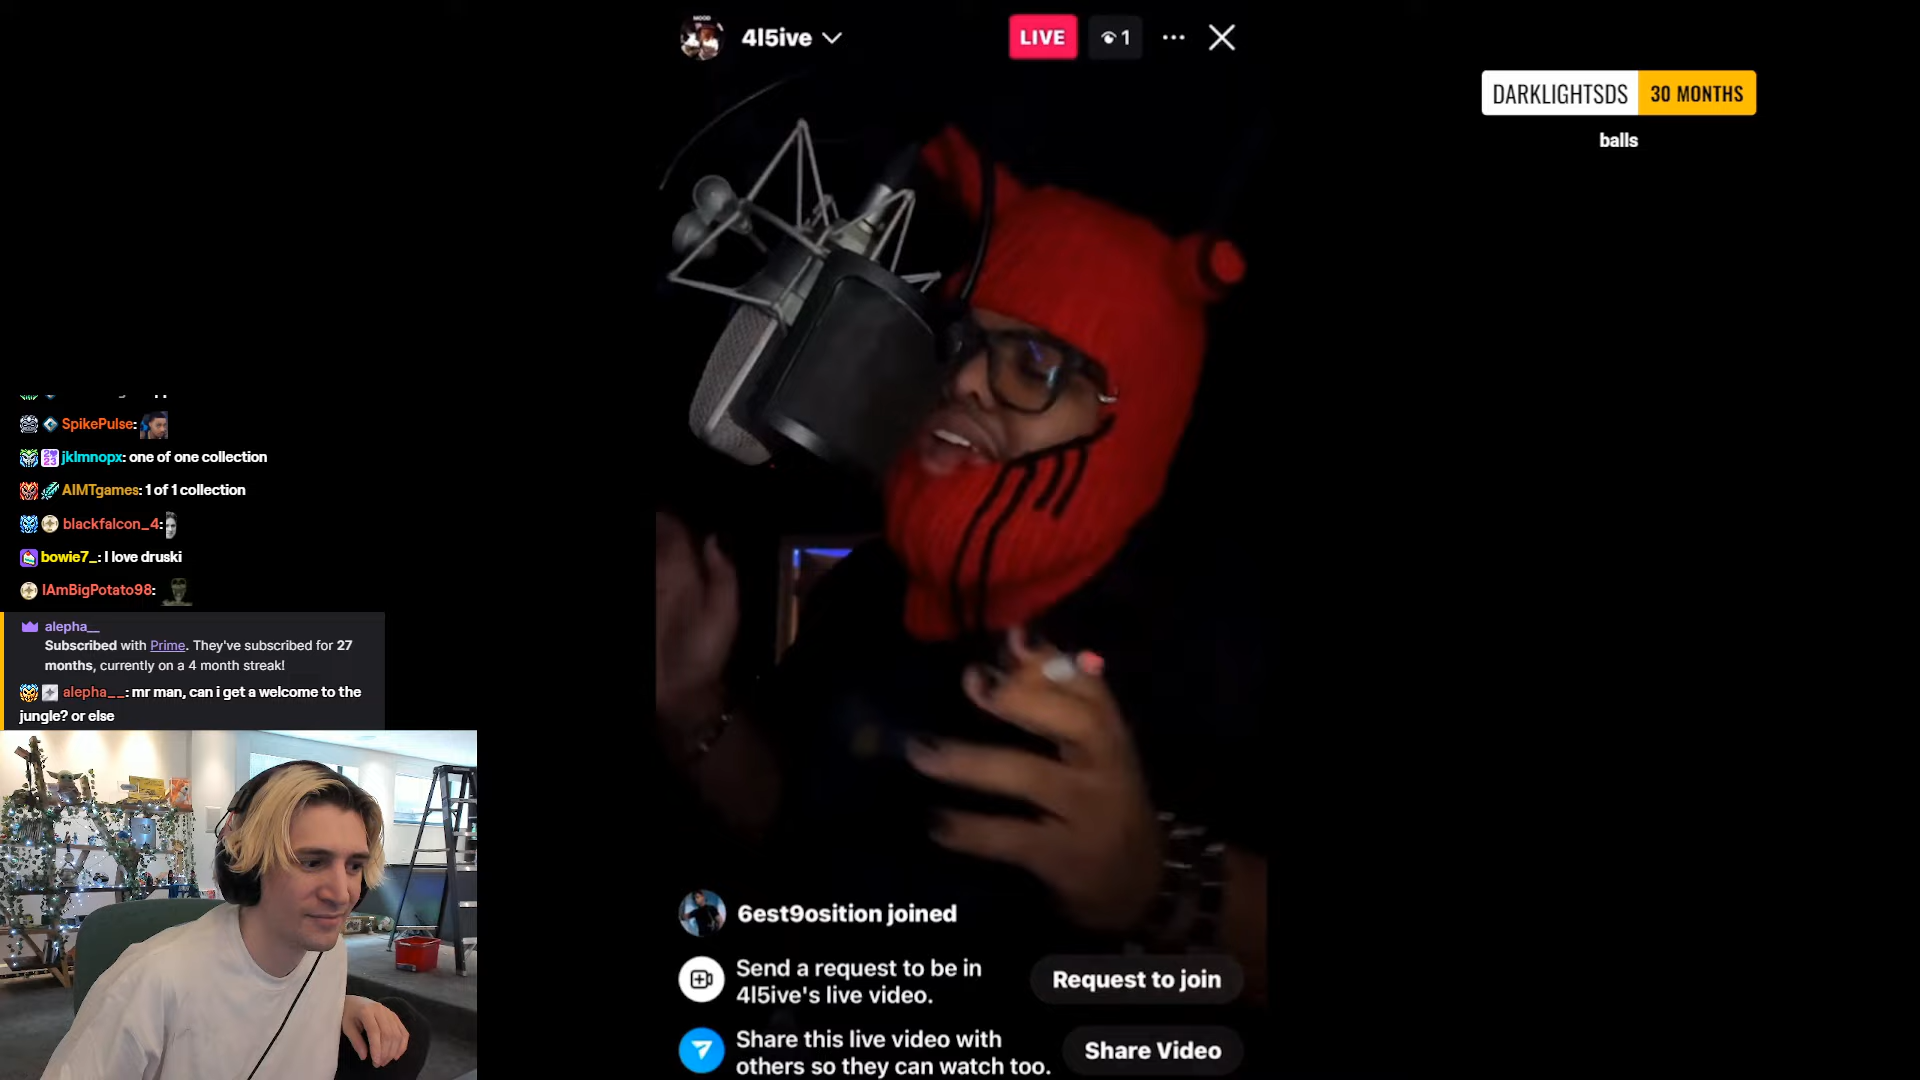 4l5ive
LIVE
1
DARKLIGHTSDS 30 MONTHS
balls
SpikePulse:
jklmnopx: one of one collection
AIMTgames: 1 of 1 collection
blackfalcon_4:
bowie7_: I love druski
IAmBigPotato98:
alepha__
Subscribed with Prime. They've subscribed for 27
months, currently on a 4 month streak!
alepha__: mr man, can i get a welcome to the
jungle? or else
6est9osition joined
Send a request to be in
4l5ive's live video.
Request to join
Share this live video with
others so they can watch too.
Share Video